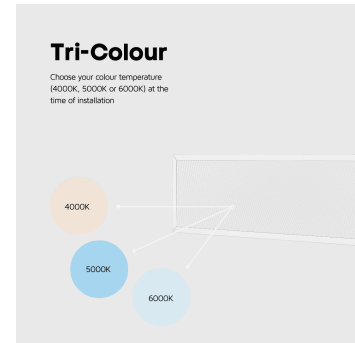 Tri-Colour
Choose your colour temperature
(4000K, 5000K or 6000K) at the
time of installation
4000K
5000K
6000K